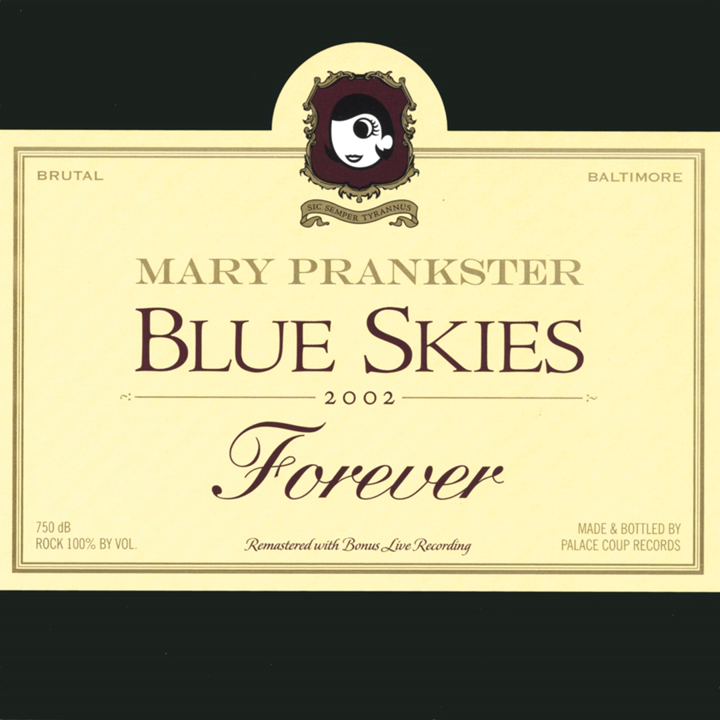 SIC SEMPER TYRANNUS
BRUTAL
BALTIMORE
MARY PRANKSTER
BLUE SKIES
2002
Forever
750 dB
ROCK 100% BY VOL.
Remastered with Bonus Live Recording
MADE & BOTTLED BY
PALACE COUP RECORDS